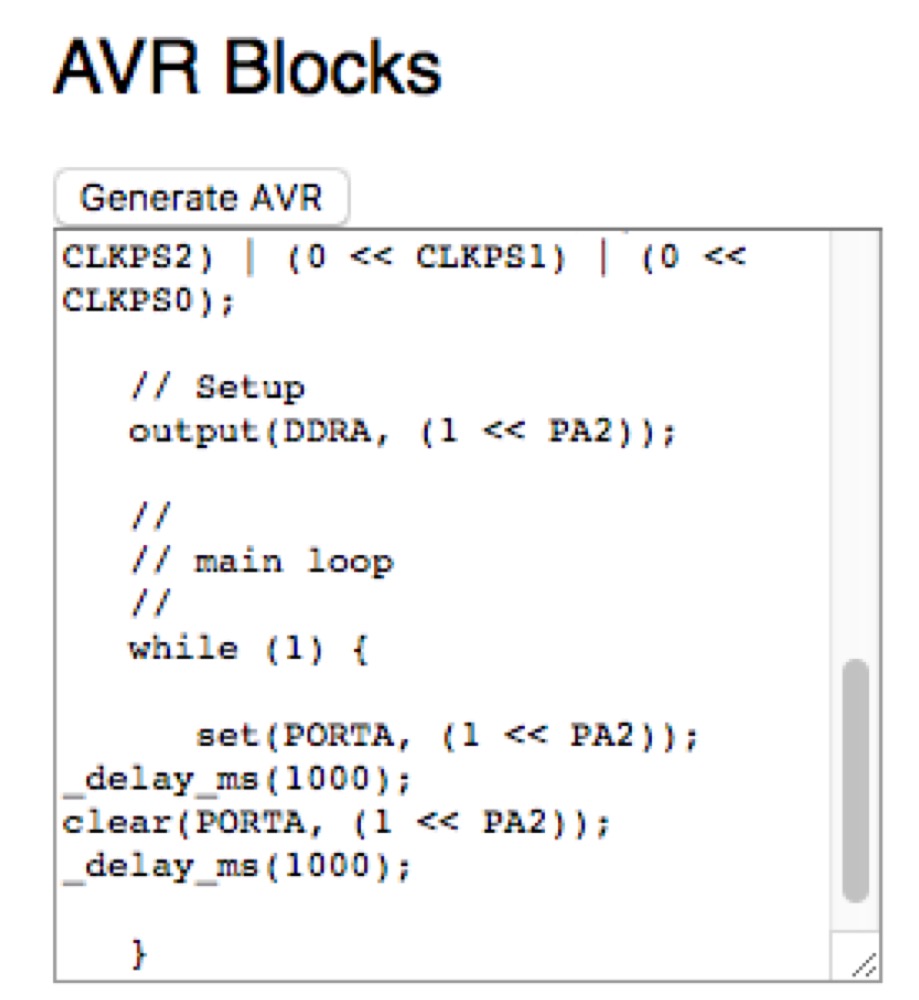 AVR Blocks
Generate AVR
CLKPS2) | (0 << CLKPS1) | (0 <<
CLKPS0);
// Setup
output(DDRA, (1 << PA2));
//
// main loop
//
while (1) {
set(PORTA, (1 << PA2));
_delay_ms(1000);
clear(PORTA, (1 << PA2));
_delay_ms(1000);
}